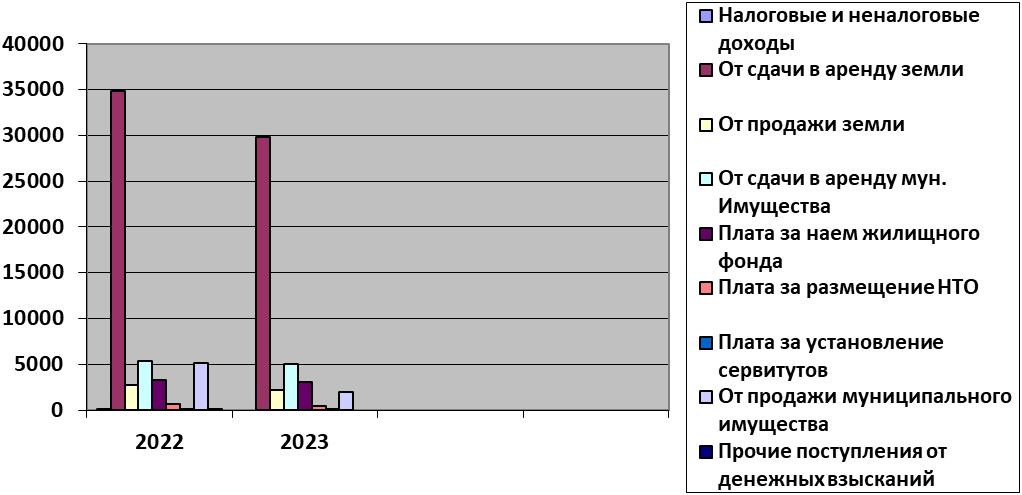 40000
35000
30000
25000
20000
15000
10000
5000
0
2022
2023
Налоговые и неналоговые
доходы
От сдачи в аренду земли
От продажи земли
От сдачи в аренду мун.
Имущества
Плата за наем жилищного
фонда
Плата за размещение НТО
Плата за установление
сервитутов
От продажи муниципального
имущества
Прочие поступления от
денежных взысканий